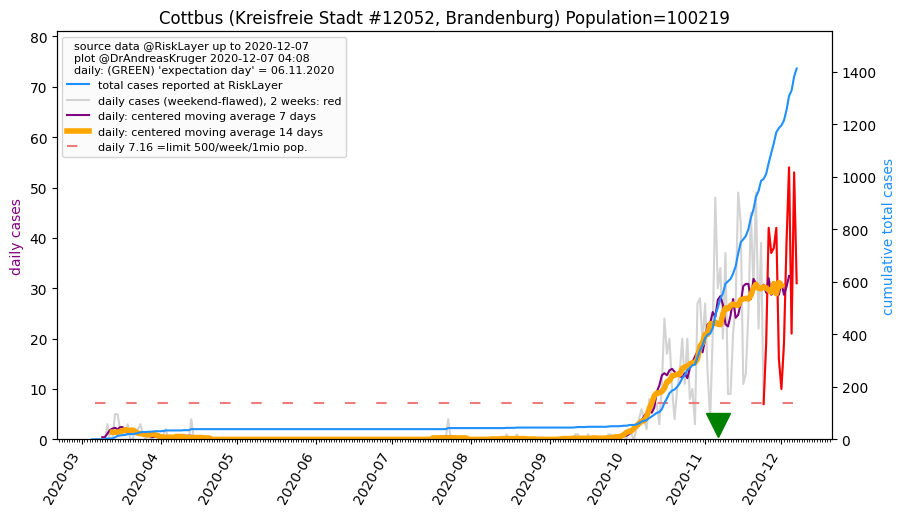 Cottbus (Kreisfreie Stadt #12052, Brandenburg) Population=100219
source data @RiskLayer up to 2020-12-07
plot @DrAndreasKruger 2020-12-07 04:08
daily: (GREEN) 'expectation day' = 06.11.2020
total cases reported at RiskLayer
daily cases (weekend-flawed), 2 weeks: red
daily: centered moving average 7 days
daily: centered moving average 14 days
daily 7.16 =limit 500/week/1mio pop.
daily cases
80
70
60
50
40
30
20
10
0
cumulative total cases
1400
1200
1000
800
600
400
200
0
2020-03
2020-04
2020-05
2020-06
2020-07
2020-08
2020-09
2020-10
2020-11
2020-12